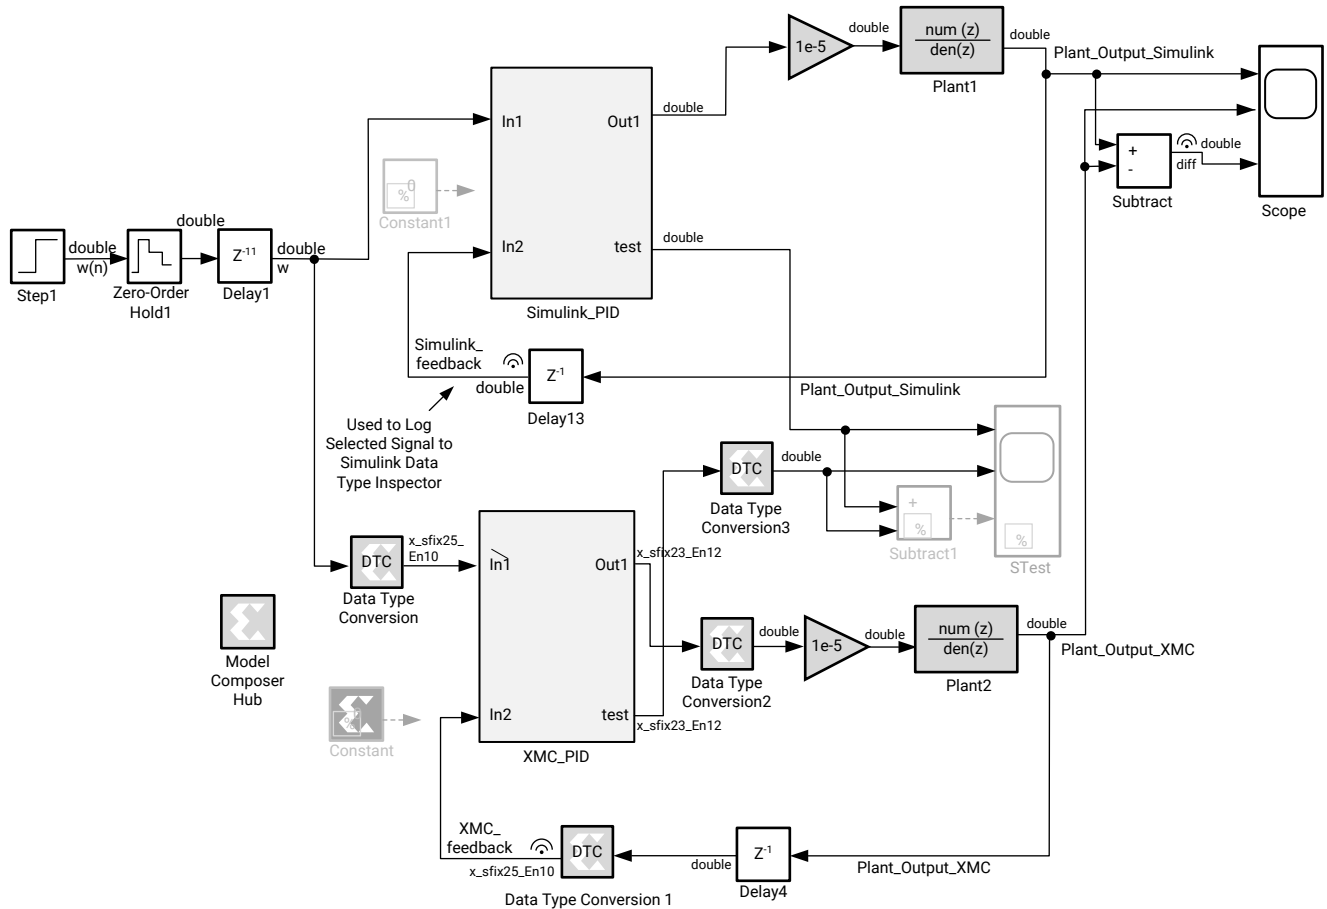 1e-5
double
num (z)
den(z)
double
Plant1
Plant_Output_Simulink
In1
Out1
double
0
%
Constant1
+
-
double
diff
Subtract
Scope
double
w(n)
Step1
double
Zero-Order
Hold1
Z-11
Delay1
double
w
In2
test
double
Simulink_PID
Simulink_
feedback
double
Z-1
Delay13
Plant_Output_Simulink
Used to Log
Selected Signal to
Simulink Data
Type Inspector
DTC
double
Data Type
Conversion3
+
%
Subtract1
%
STest
DTC
Data Type
Conversion
x_sfix25_
En10
In1
Out1
x_sfix23_En12
In2
test
x_sfix23_En12
XMC_PID
Model
Composer
Hub
%
Constant
DTC
Data Type
Conversion2
double
1e-5
double
num (z)
den(z)
Plant2
double
Plant_Output_XMC
XMC_
feedback
x_sfix25_En10
DTC
Data Type Conversion 1
double
Z-1
Delay4
Plant_Output_XMC